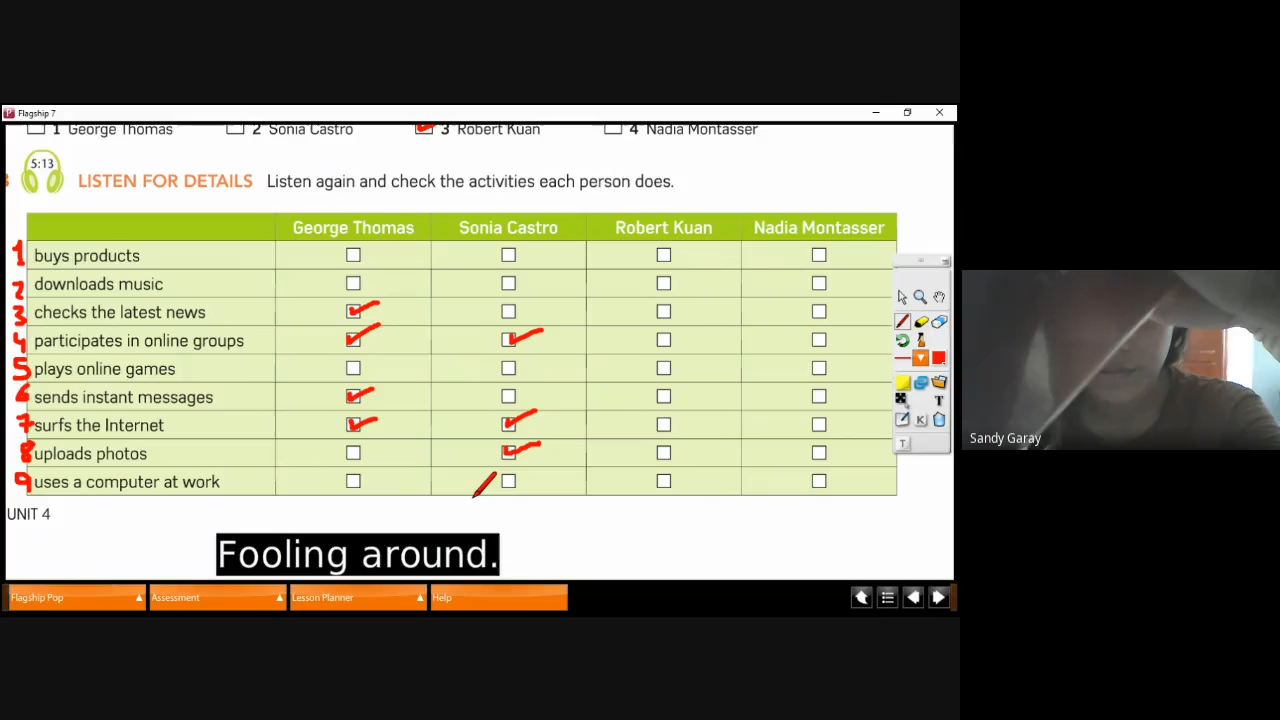 Flagship 7
1 George Thomas 2 Sonia Castro 3 Robert Kuan 4 Nadia Montasser
5:13
LISTEN FOR DETAILS Listen again and check the activities each person does.
George Thomas Sonia Castro Robert Kuan Nadia Montasser
1 buys products
2 downloads music
3 checks the latest news
4 participates in online groups
5 plays online games
6 sends instant messages
7 surfs the Internet
8 uploads photos
9 uses a computer at work
UNIT 4
Fooling around.
Flagship Pop Assessment Lesson Planner Help
T
K
T
Sandy Garay